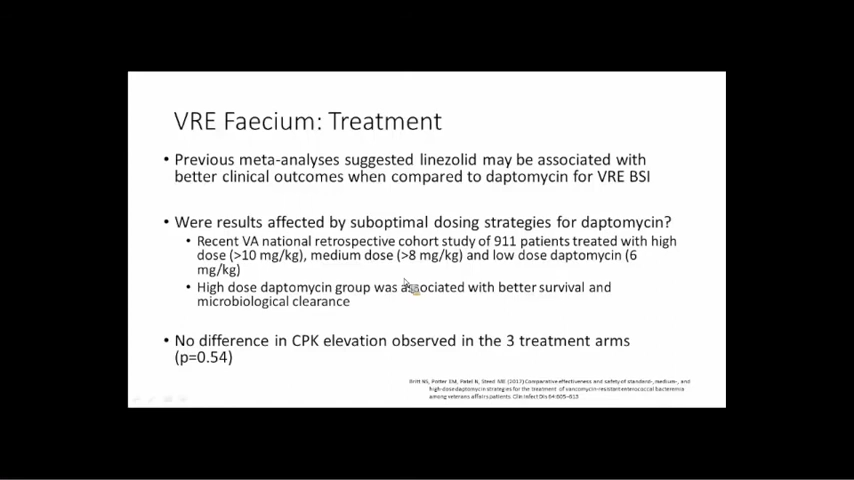 VRE Faecium: Treatment
• Previous meta-analyses suggested linezolid may be associated with
better clinical outcomes when compared to daptomycin for VRE BSI
• Were results affected by suboptimal dosing strategies for daptomycin?
• Recent VA national retrospective cohort study of 911 patients treated with high
dose (>10 mg/kg), medium dose (>8 mg/kg) and low dose daptomycin (6
mg/kg)
• High dose daptomycin group was associated with better survival and
microbiological clearance
• No difference in CPK elevation observed in the 3 treatment arms
(p=0.54)
Britt NS, Potter EM, Patel N, Steed ME (2017) Comparative effectiveness and safety of standard-, medium-, and
high-dose daptomycin strategies for the treatment of vancomycin-resistant enterococcal bacteremia
among veterans affairs patients. Clin Infect Dis 64:605–613